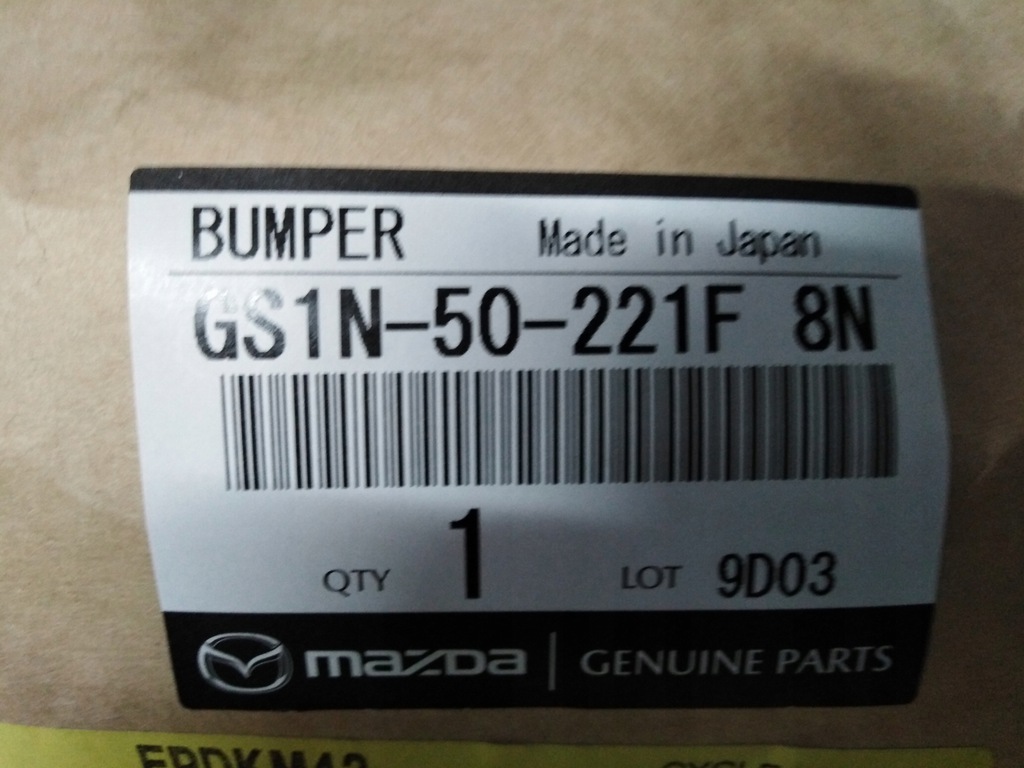 BUMPER Made in Japan
GS1N-50-221F 8N
QTY 1 LOT 9D03
mazda GENUINE PARTS